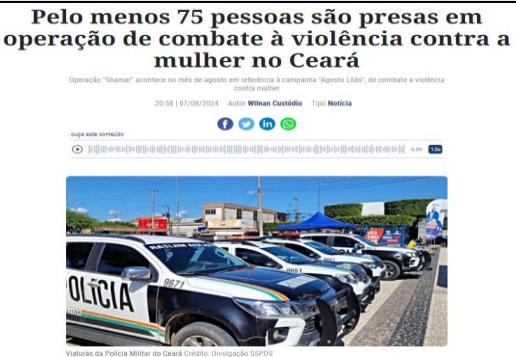 Pelo menos 75 pessoas são presas em
operação de combate à violência contra a
mulher no Ceará
Operação "Shamar" acontece no mês de agosto em referência à campanha "Agosto Lilás", de combate a violência
contra mulher
20:58 | 07/08/2024 Autor Wilnan Custódio Tipo Notícia
ouça este conteúdo
0:00 1.0x
9671
POLÍCIA
MILITAR
Viaturas da Polícia Militar do Ceará Crédito: Divulgação SSPDS